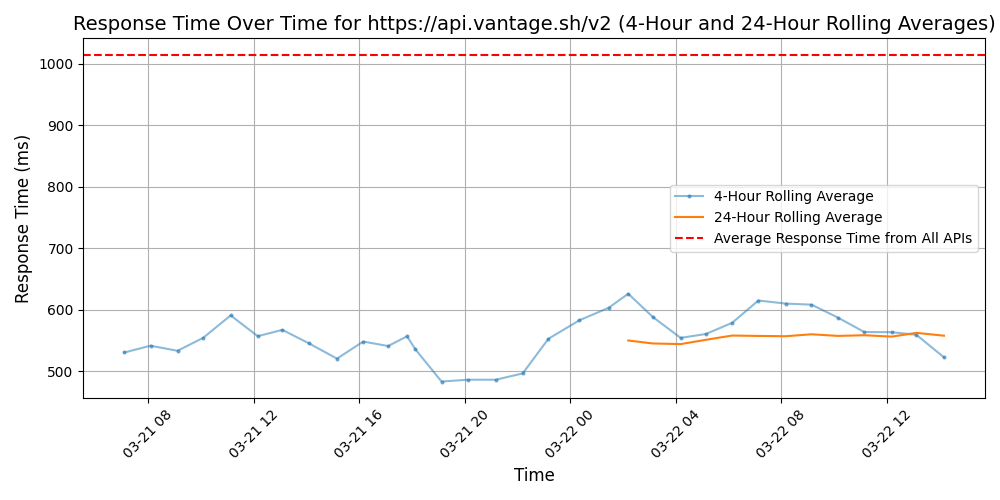 Response Time Over Time for https://api.vantage.sh/v2 (4-Hour and 24-Hour Rolling Averages)
Response Time (ms)
1000
900
800
700
600
500
4-Hour Rolling Average
24-Hour Rolling Average
Average Response Time from All APIs
03-21 08
03-21 12
03-21 16
03-21 20
03-22 00
03-22 04
03-22 08
03-22 12
Time